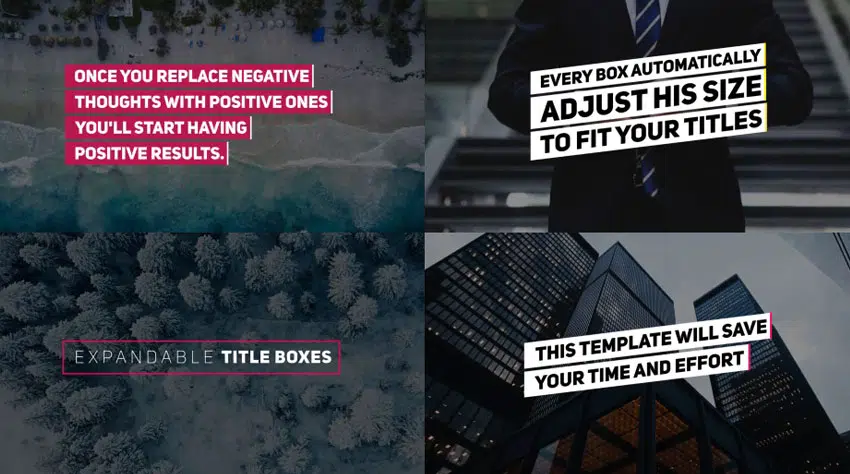 ONCE YOU REPLACE NEGATIVE
THOUGHTS WITH POSITIVE ONES
YOU'LL START HAVING
POSITIVE RESULTS.
EVERY BOX AUTOMATICALLY
ADJUST HIS SIZE
TO FIT YOUR TITLES
EXPANDABLE TITLE BOXES
THIS TEMPLATE WILL SAVE
YOUR TIME AND EFFORT